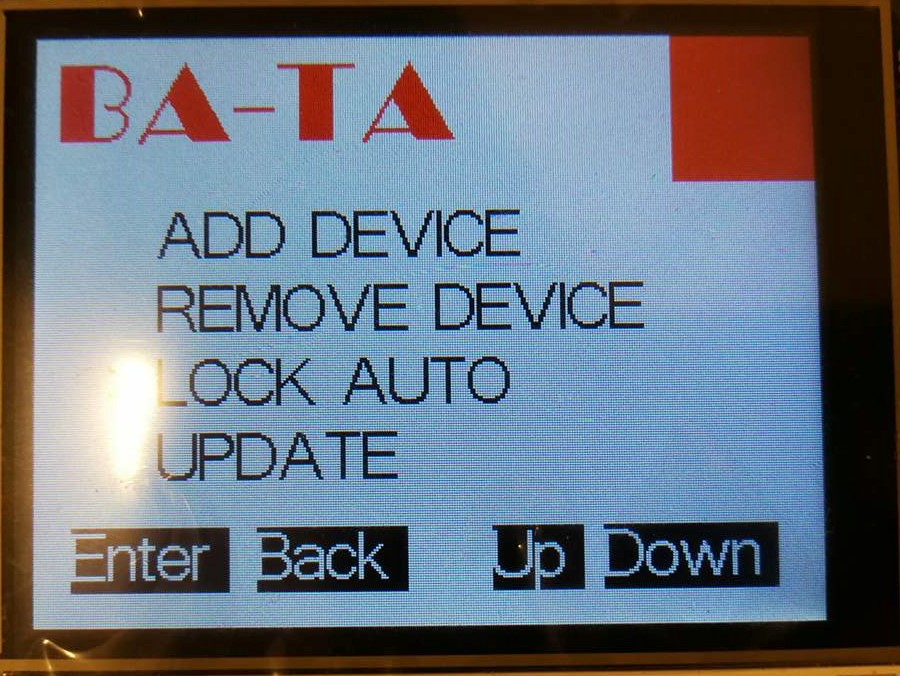 BA-TA
ADD DEVICE
REMOVE DEVICE
LOCK AUTO
UPDATE
Enter Back Up Down